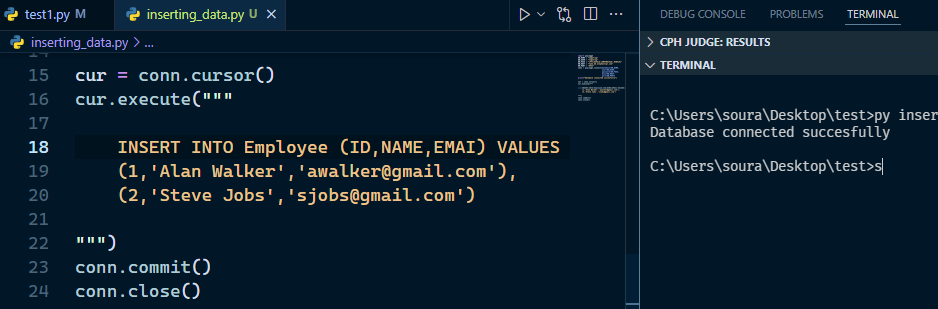 test1.py M
inserting_data.py U
inserting_data.py > ...
15 cur = conn.cursor()
16 cur.execute("""
17
18 INSERT INTO Employee (ID,NAME,EMAI) VALUES
19 (1,'Alan Walker','awalker@gmail.com'),
20 (2,'Steve Jobs','sjobs@gmail.com')
21
22 """)
23 conn.commit()
24 conn.close()
DEBUG CONSOLE PROBLEMS TERMINAL
CPH JUDGE: RESULTS
TERMINAL
C:\Users\soura\Desktop\test>py inser
Database connected succesfully
C:\Users\soura\Desktop\test>s